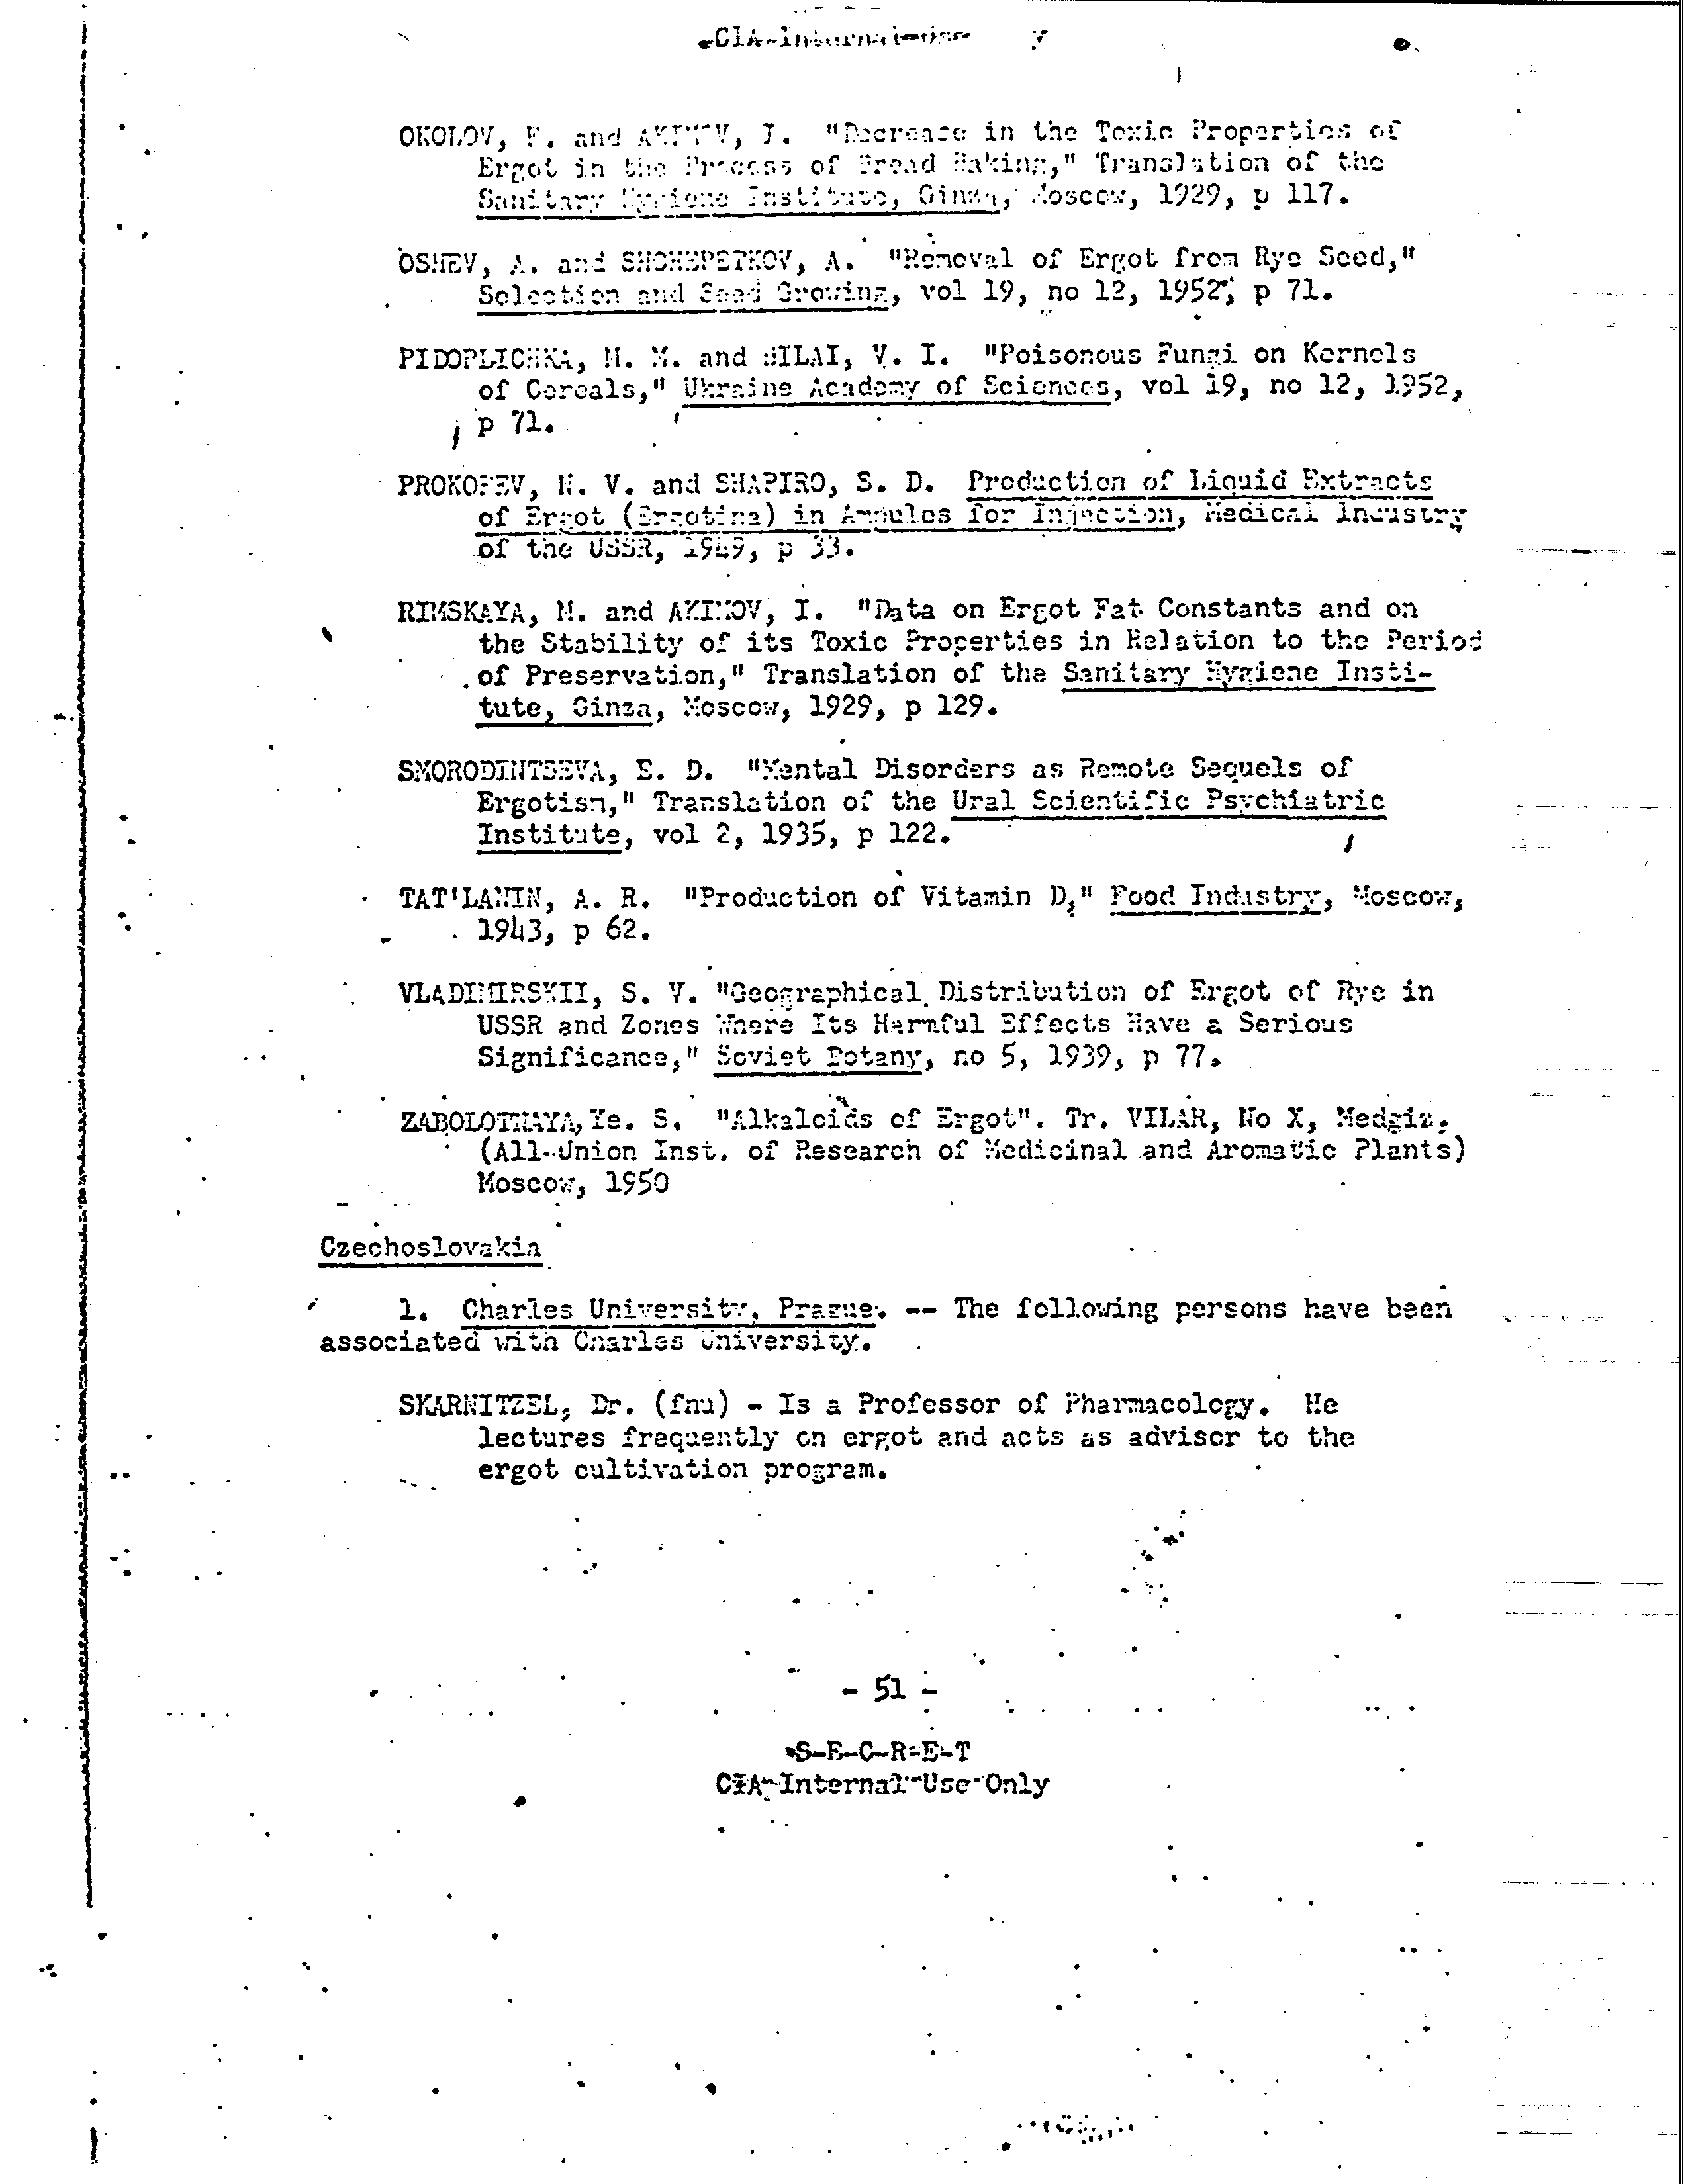 CIA Internal Use
OKOLOV, F. and AKIMOV, I. "Decrease in the Toxic Properties of
Ergot in the Process of Bread Baking," Translation of the
Sanitary Hygiene Institute, Ginza, Moscow, 1929, p 117.
OSHEV, A. and A. "Removal of Ergot from Rye Seed,"
Selection and Seed Growing, vol 19, no 12, 1952, p 71.
PIDOPLICHKA, M. and V. I. "Poisonous Fungi on Kernels
of Cereals," Ukraine Academy of Sciences, vol 19, no 12, 1952,
p 71.
PROKOFEV, N. V. and SHAPIRO, S. D. Production of Liquid Extracts
of Ergot (Ergotine) in Ampules for Injection, Medical Industry
of the USSR, 1949, p 33.
RIMSKAYA, M. and AKIMOV, I. "Data on Ergot Fat Constants and on
the Stability of its Toxic Properties in Relation to the Period
of Preservation," Translation of the Sanitary Hygiene Insti-
tute, Ginza, Moscow, 1929, p 129.
SMORODINTSEVA, E. D. "Mental Disorders as Remote Sequels of
Ergotism," Translation of the Ural Scientific Psychiatric
Institute, vol 2, 1935, p 122.
TAT'LANIN, A. R. "Production of Vitamin D," Food Industry, Moscow,
1943, p 62.
VLADIMIRSKII, S. V. "Geographical Distribution of Ergot of Rye in
USSR and Zones Where Its Harmful Effects Have a Serious
Significance," Soviet Botany, no 5, 1939, p 77.
ZABOLOTNAYA, Ye. S. "Alkaloids of Ergot". Tr. VILAR, No X, Medgiz.
(All-Union Inst. of Research of Medicinal and Aromatic Plants)
Moscow, 1950
Czechoslovakia
1. Charles University, Prague. -- The following persons have been
associated with Charles University.
SKARNITZEL, Dr. (fnu) - Is a Professor of Pharmacology. He
lectures frequently on ergot and acts as advisor to the
ergot cultivation program.
- 51 -
S-E-C-R-E-T
CIA Internal Use Only